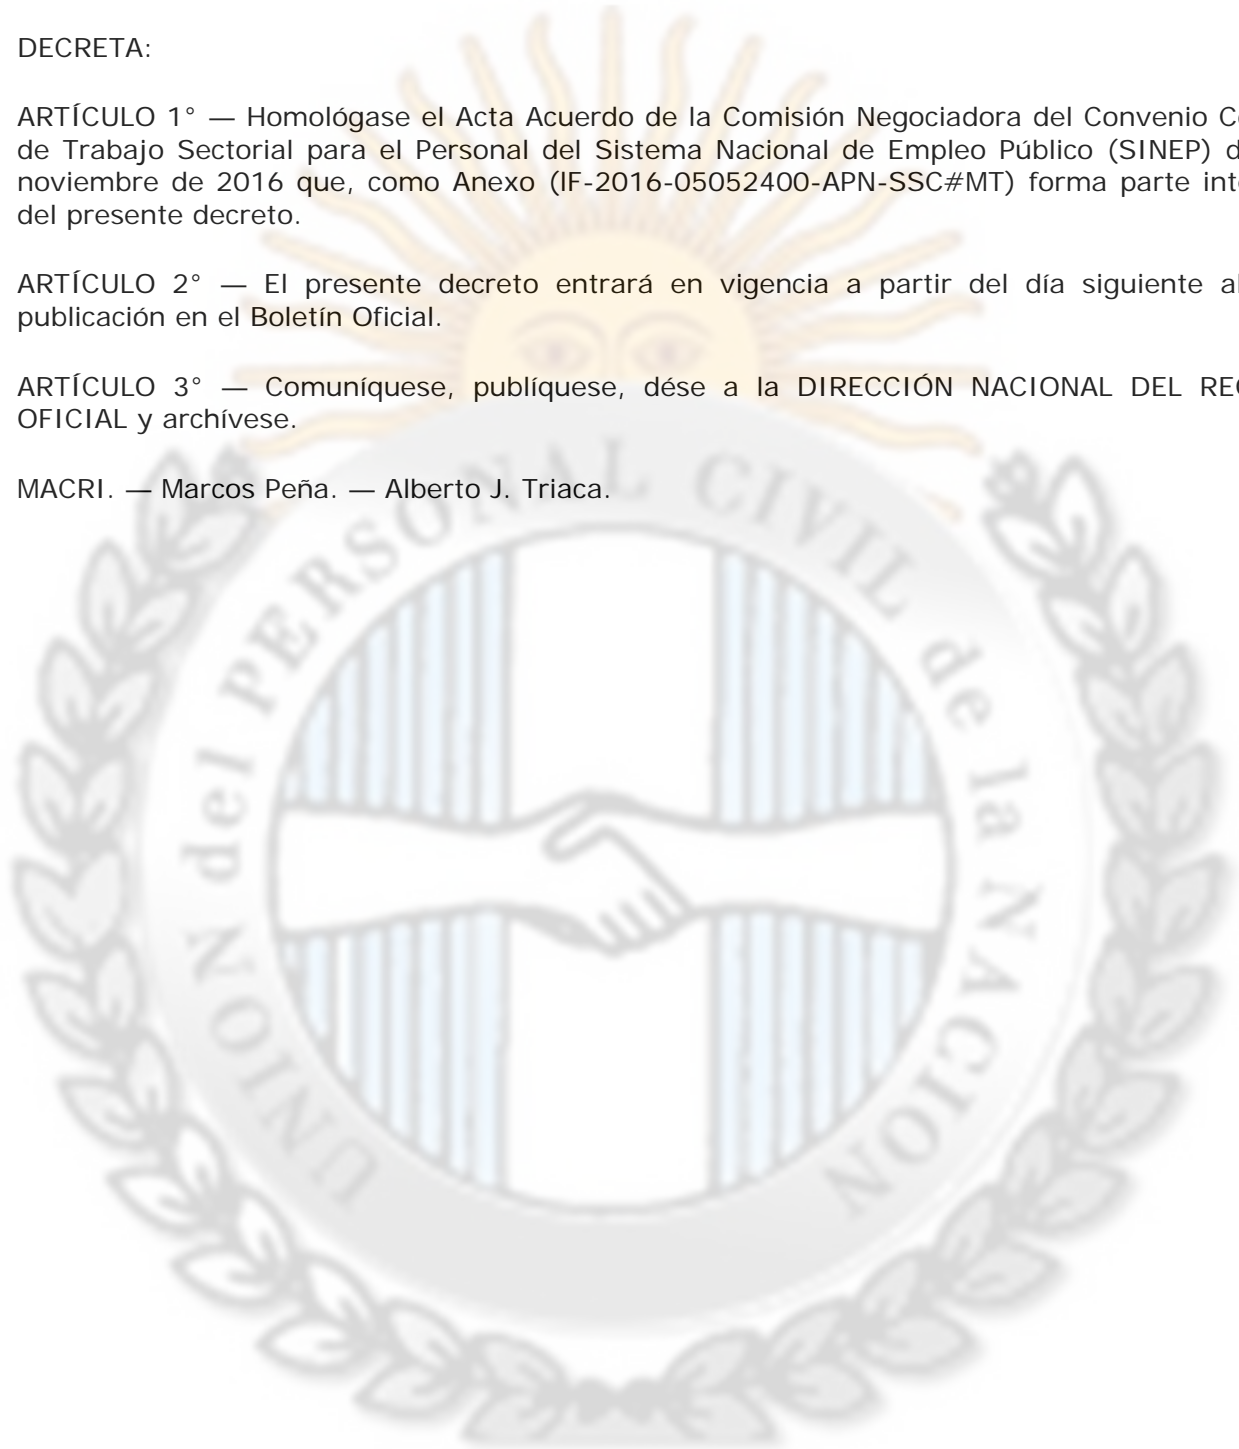 DECRETA:
ARTÍCULO 1° — Homológase el Acta Acuerdo de la Comisión Negociadora del Convenio
de Trabajo Sectorial para el Personal del Sistema Nacional de Empleo Público (SINEP)
noviembre de 2016 que, como Anexo (IF-2016-05052400-APN-SSC#MT) forma parte
del presente decreto.
ARTÍCULO 2° — El presente decreto entrará en vigencia a partir del día siguiente
publicación en el Boletín Oficial.
ARTÍCULO 3° — Comuníquese, publíquese, dése a la DIRECCIÓN NACIONAL DEL
OFICIAL y archívese.
MACRI. — Marcos Peña. — Alberto J. Triaca.
UNION del PERSONAL CIVIL de la NACION